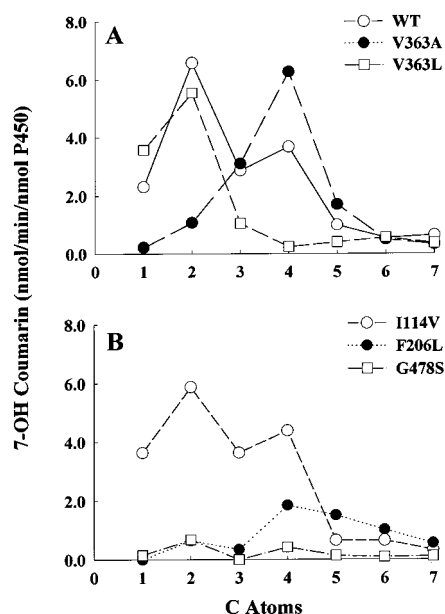 A
WT
V363A
V363L
8.0
6.0
4.0
2.0
0.0
0 1 2 3 4 5 6 7
7-OH Coumarin (nmol/min/nmol P450)
B
I114V
F206L
G478S
8.0
6.0
4.0
2.0
0.0
0 1 2 3 4 5 6 7
C Atoms